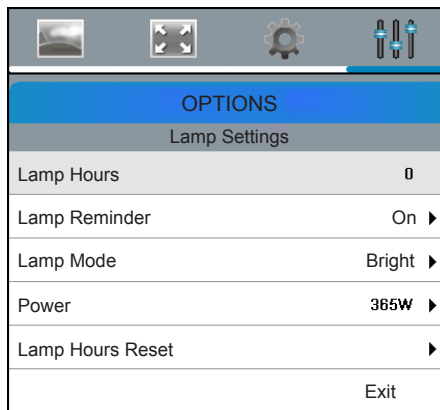 OPTIONS
Lamp Settings
Lamp Hours 0
Lamp Reminder On
Lamp Mode Bright
Power 365W
Lamp Hours Reset
Exit